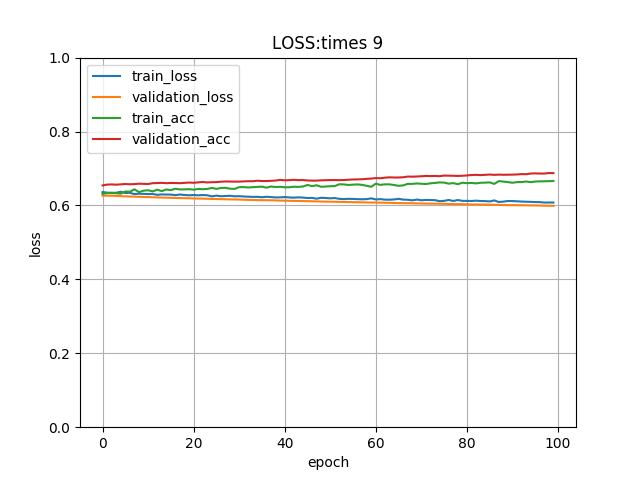 LOSS:times 9
1.0
train_loss
validation_loss
train_acc
validation_acc
0.8
0.6
0.4
0.2
0.0
loss
0 20 40 60 80 100
epoch